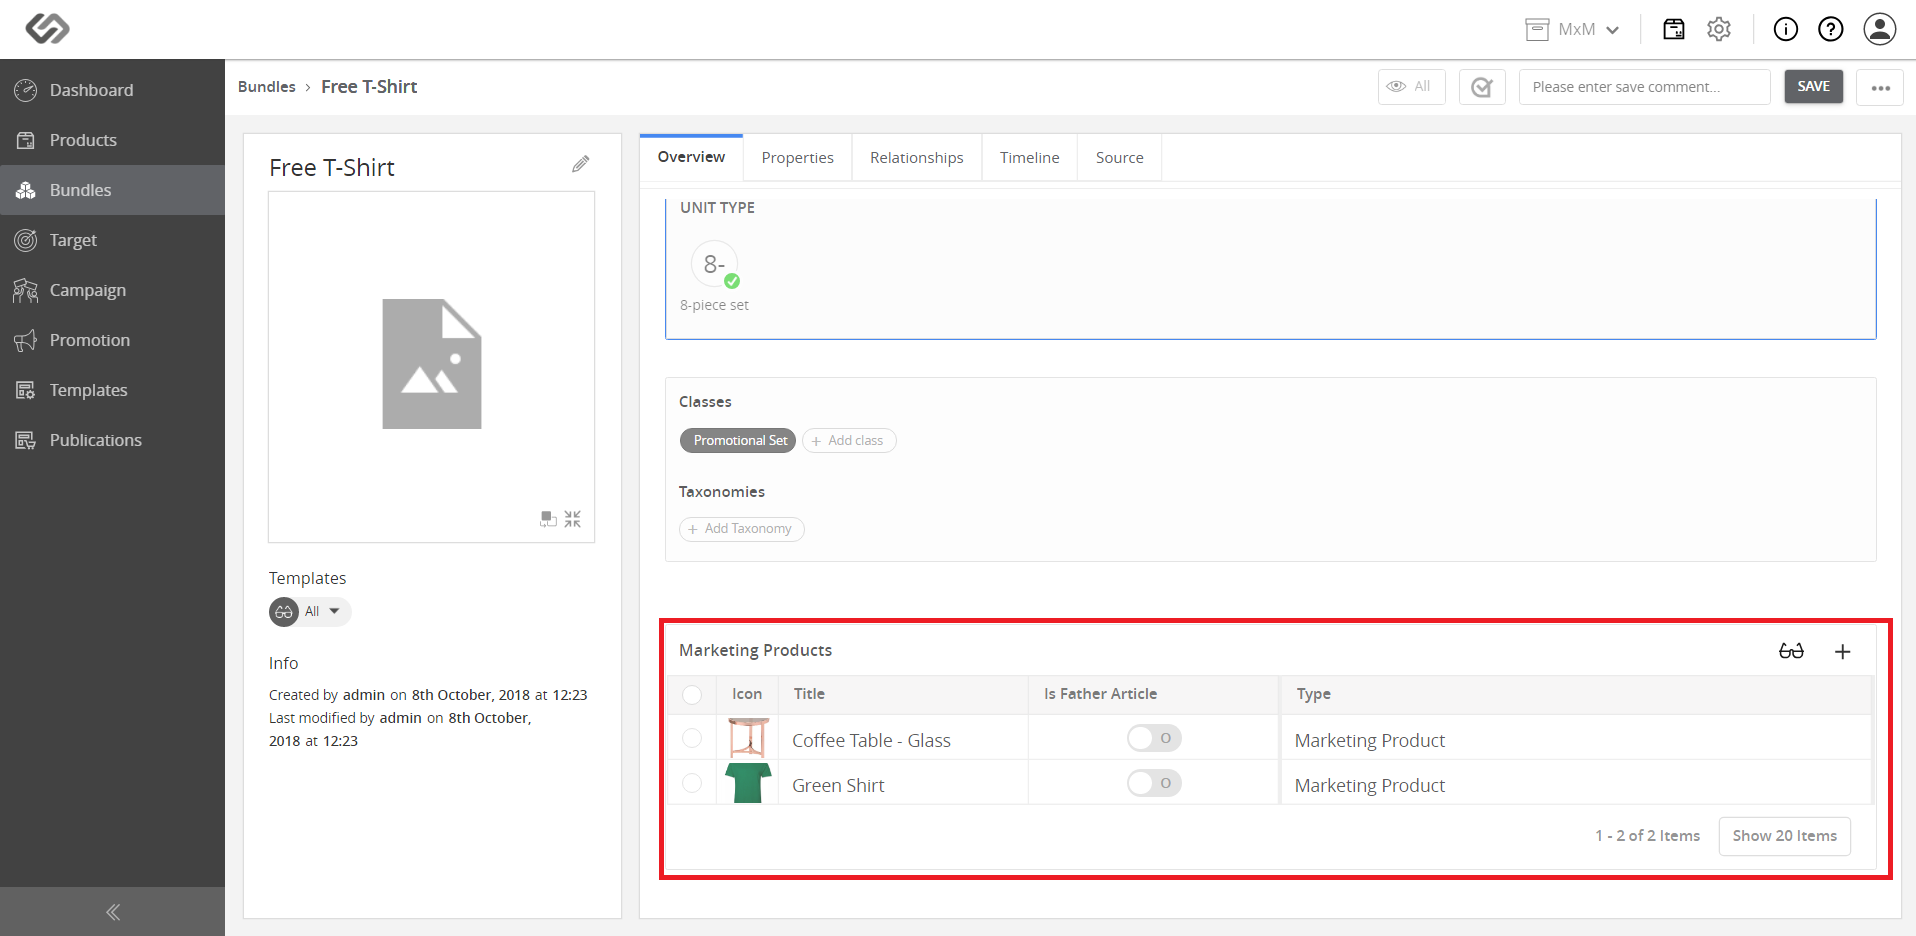 MxM
Dashboard
Products
Bundles
Target
Campaign
Promotion
Templates
Publications
Bundles › Free T-Shirt
All
Please enter save comment...
SAVE
Free T-Shirt
Templates
All
Info
Created by admin on 8th October, 2018 at 12:23
Last modified by admin on 8th October,
2018 at 12:23
Overview Properties Relationships Timeline Source
UNIT TYPE
8-
8-piece set
Classes
Promotional Set + Add class
Taxonomies
+ Add Taxonomy
Marketing Products
Icon Title Is Father Article Type
Coffee Table - Glass O Marketing Product
Green Shirt O Marketing Product
1 - 2 of 2 Items Show 20 Items